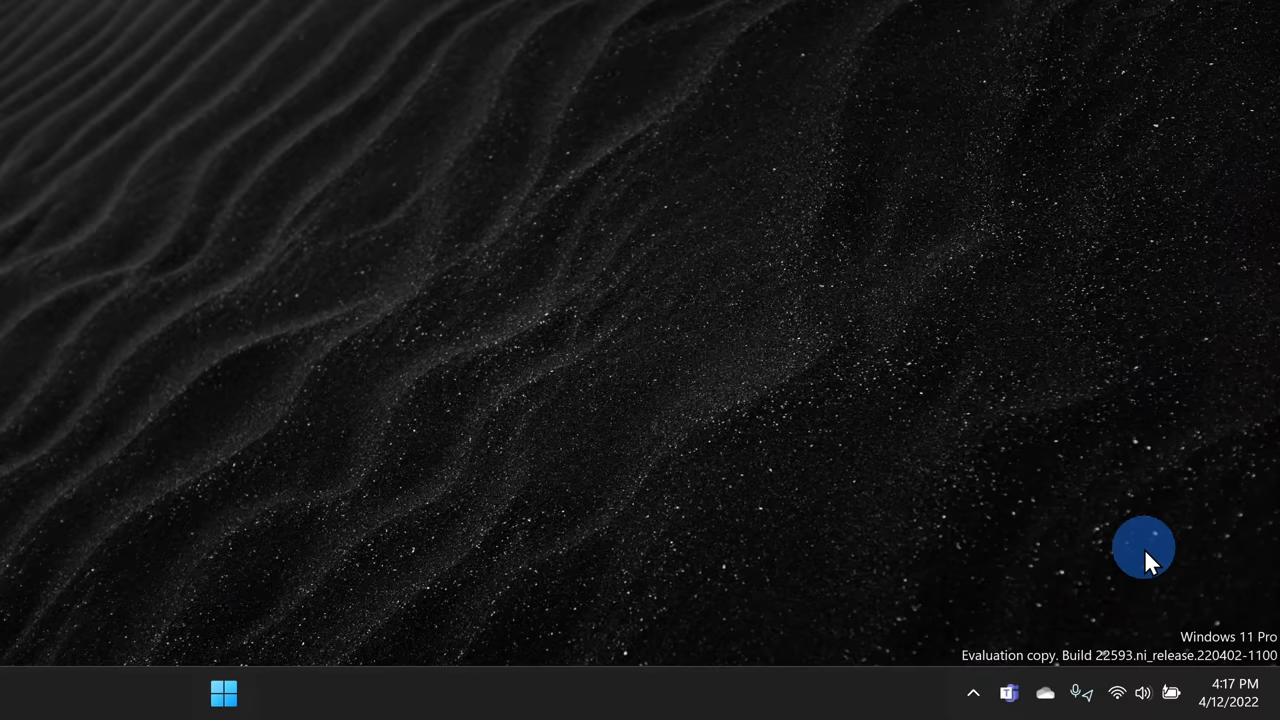 Windows 11 Pro
Evaluation copy. Build 22593.ni_release.220402-1100
4:17 PM
4/12/2022